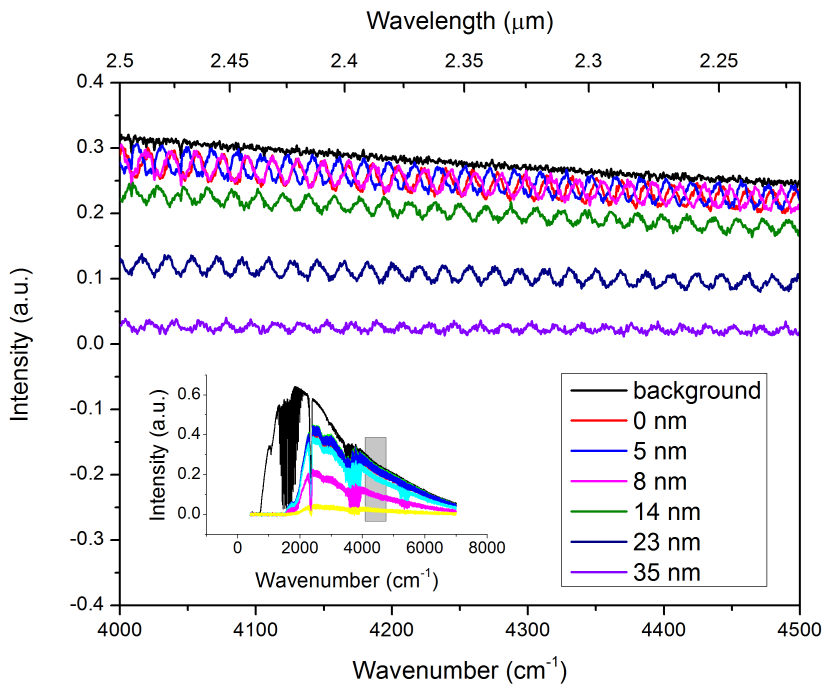 Wavelength (μm)
2.5 2.45 2.4 2.35 2.3 2.25
0.4
0.3
0.2
0.1
0.0
-0.1
-0.2
-0.3
-0.4
Intensity (a.u.)
0.6
0.4
0.2
0.0
Intensity (a.u.)
0 2000 4000 6000 8000
Wavenumber (cm⁻¹)
background
0 nm
5 nm
8 nm
14 nm
23 nm
35 nm
4000 4100 4200 4300 4400 4500
Wavenumber (cm⁻¹)